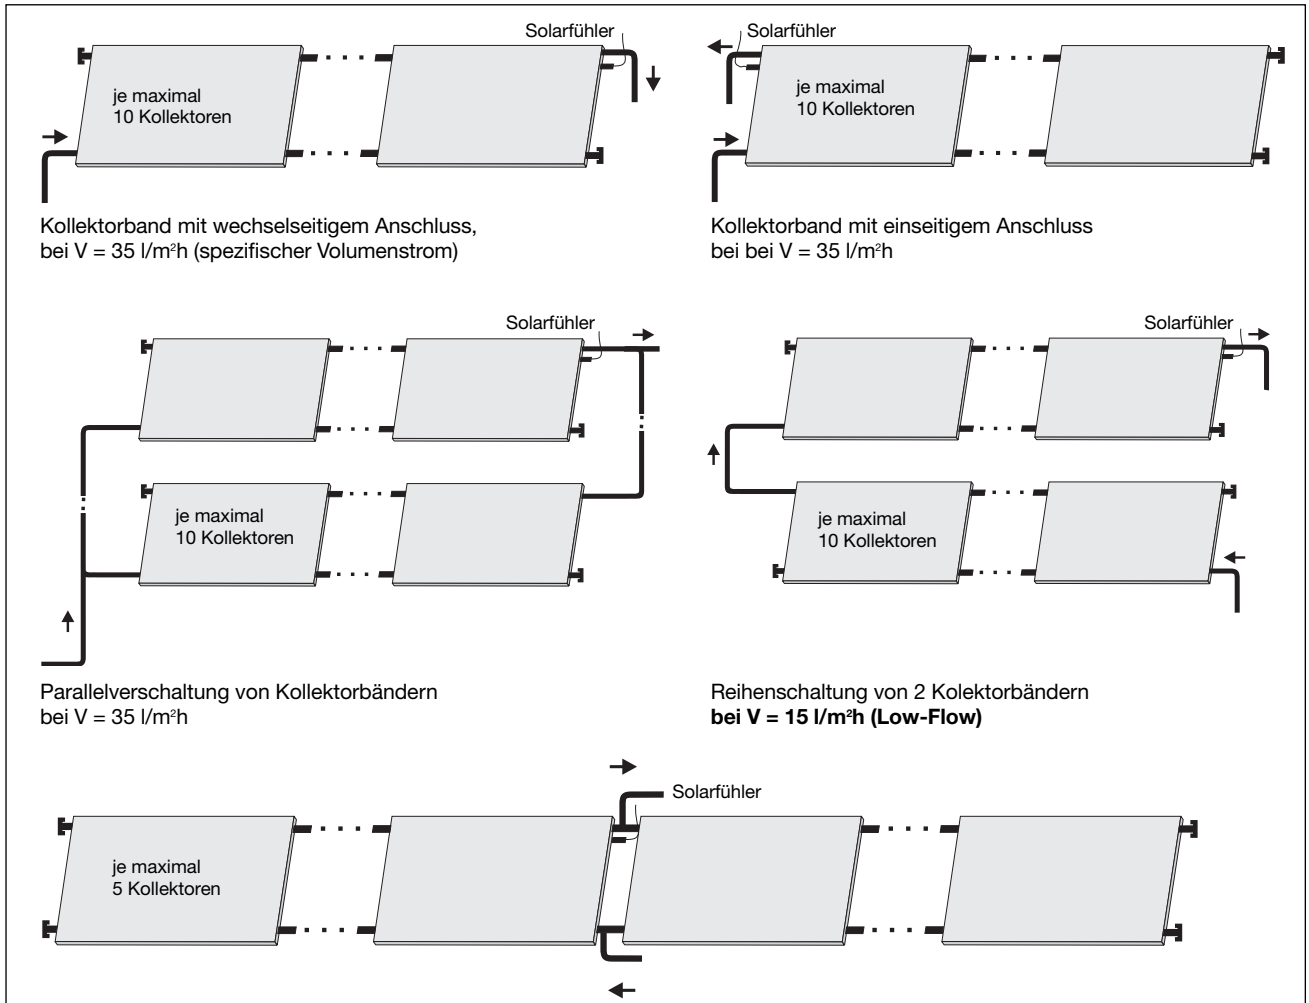 Solarfühler
je maximal
10 Kollektoren
Kollektorband mit wechselseitigem Anschluss,
bei V = 35 l/m²h (spezifischer Volumenstrom)
Solarfühler
je maximal
10 Kollektoren
Kollektorband mit einseitigem Anschluss
bei bei V = 35 l/m²h
Solarfühler
je maximal
10 Kollektoren
Parallelverschaltung von Kollektorbändern
bei V = 35 l/m²h
Solarfühler
je maximal
10 Kollektoren
Reihenschaltung von 2 Kolektorbändern
bei V = 15 l/m²h (Low-Flow)
Solarfühler
je maximal
5 Kollektoren